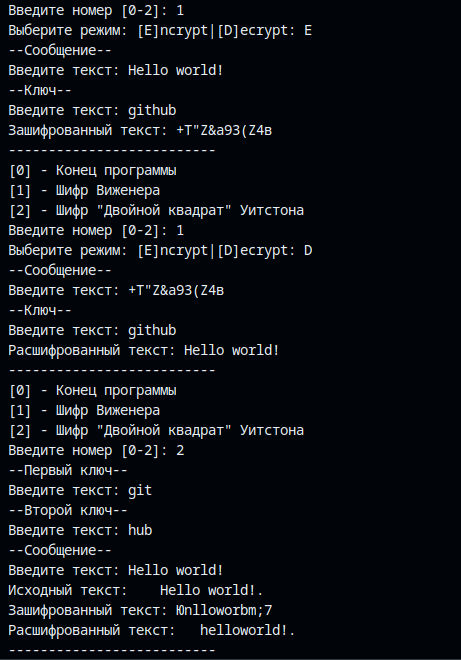 Введите номер [0-2]: 1
Выберите режим: [E]ncrypt|[D]ecrypt: E
--Сообщение--
Введите текст: Hello world!
--Ключ--
Введите текст: github
Зашифрованный текст: +T"Z&a93(Z4в
--------------------------
[0] - Конец программы
[1] - Шифр Виженера
[2] - Шифр "Двойной квадрат" Уитстона
Введите номер [0-2]: 1
Выберите режим: [E]ncrypt|[D]ecrypt: D
--Сообщение--
Введите текст: +T"Z&a93(Z4в
--Ключ--
Введите текст: github
Расшифрованный текст: Hello world!
--------------------------
[0] - Конец программы
[1] - Шифр Виженера
[2] - Шифр "Двойной квадрат" Уитстона
Введите номер [0-2]: 2
--Первый ключ--
Введите текст: git
--Второй ключ--
Введите текст: hub
--Сообщение--
Введите текст: Hello world!
Исходный текст:    Hello world!.
Зашифрованный текст: Юnlloworbm;7
Расшифрованный текст:   helloworld!.
--------------------------